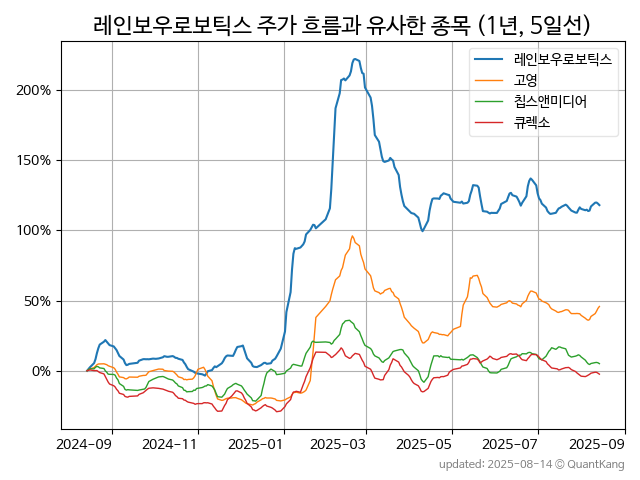 레인보우로보틱스 주가 흐름과 유사한 종목 (1년, 5일선)
레인보우로보틱스
고영
칩스앤미디어
큐렉소
200%
150%
100%
50%
0%
2024-09 2024-11 2025-01 2025-03 2025-05 2025-07 2025-09
updated: 2025-08-14 © QuantKang